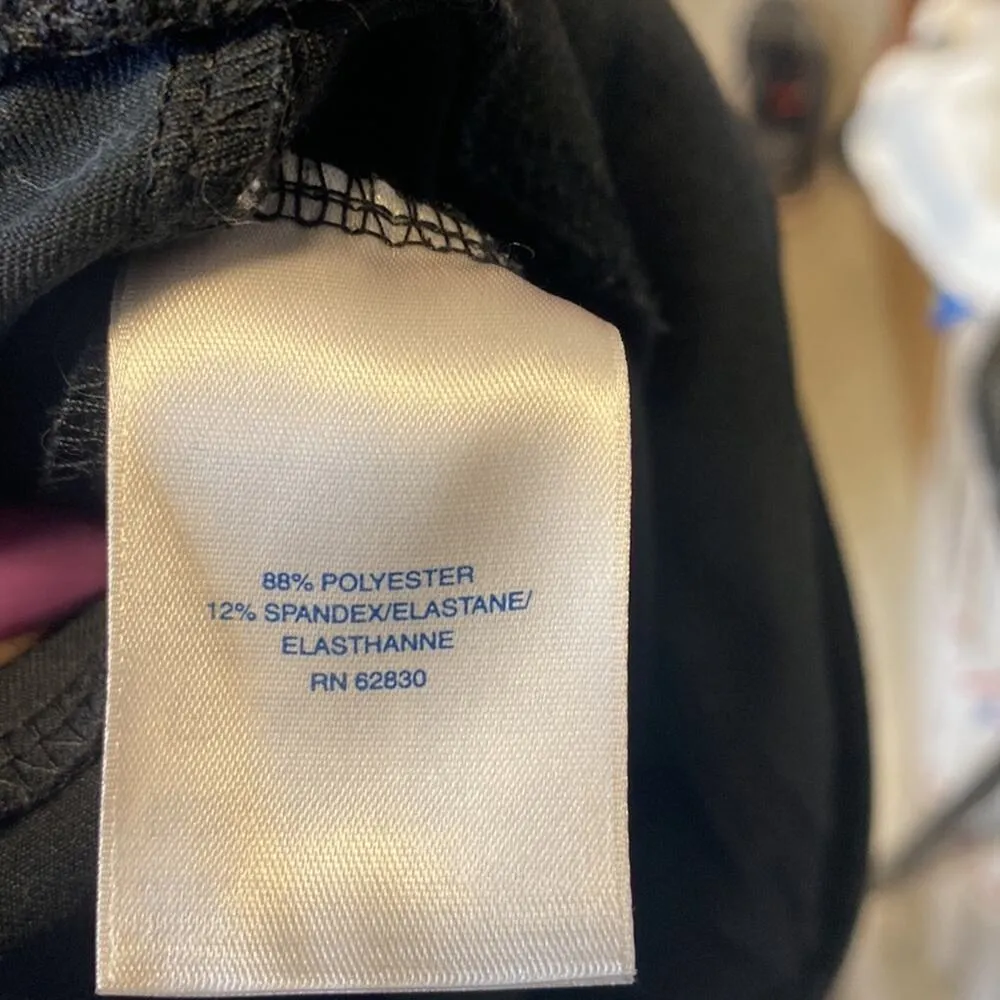 88% POLYESTER
12% SPANDEX/ELASTANE/
ELASTHANNE
RN 62830